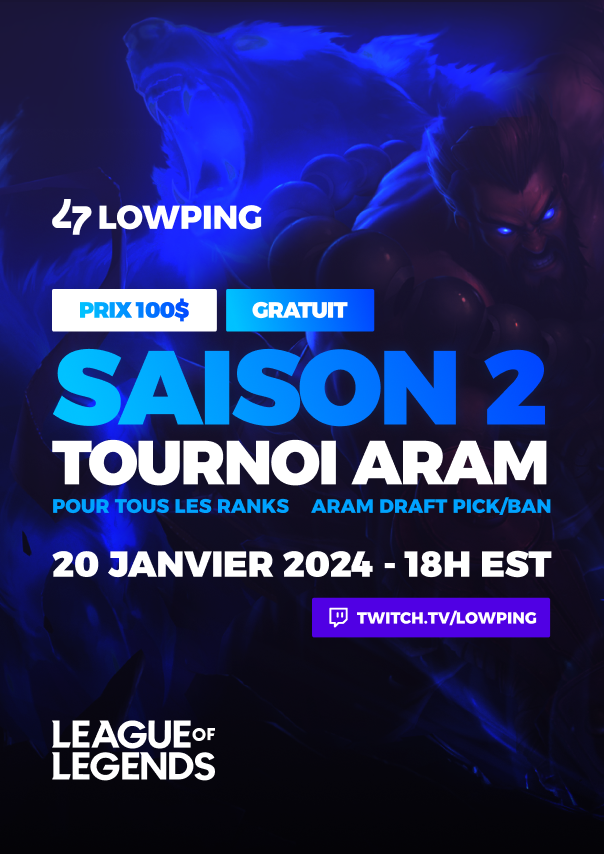 LOWPING
PRIX 100$ GRATUIT
SAISON 2
TOURNOI ARAM
POUR TOUS LES RANKS ARAM DRAFT PICK/BAN
20 JANVIER 2024 - 18H EST
TWITCH.TV/LOWPING
LEAGUE OF
LEGENDS